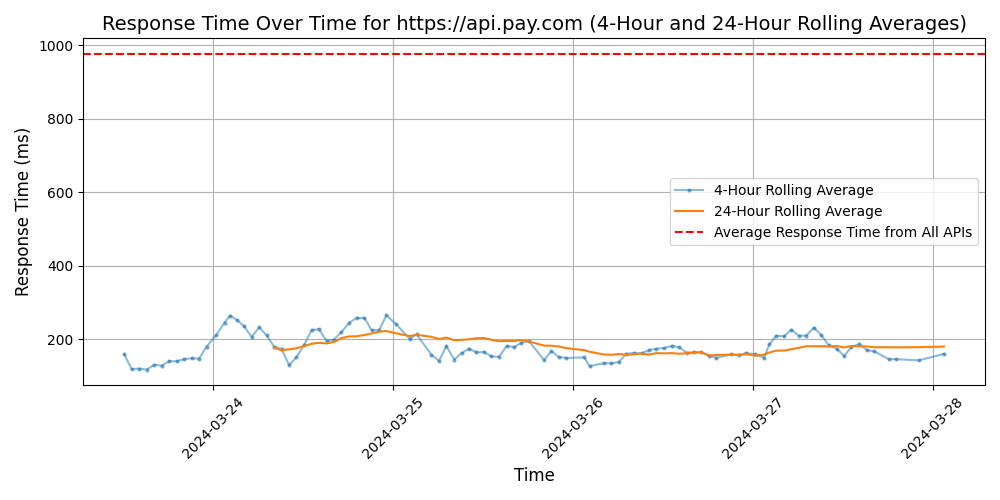 Response Time Over Time for https://api.pay.com (4-Hour and 24-Hour Rolling Averages)
Response Time (ms)
1000
800
600
400
200
4-Hour Rolling Average
24-Hour Rolling Average
Average Response Time from All APIs
2024-03-24
2024-03-25
2024-03-26
2024-03-27
2024-03-28
Time